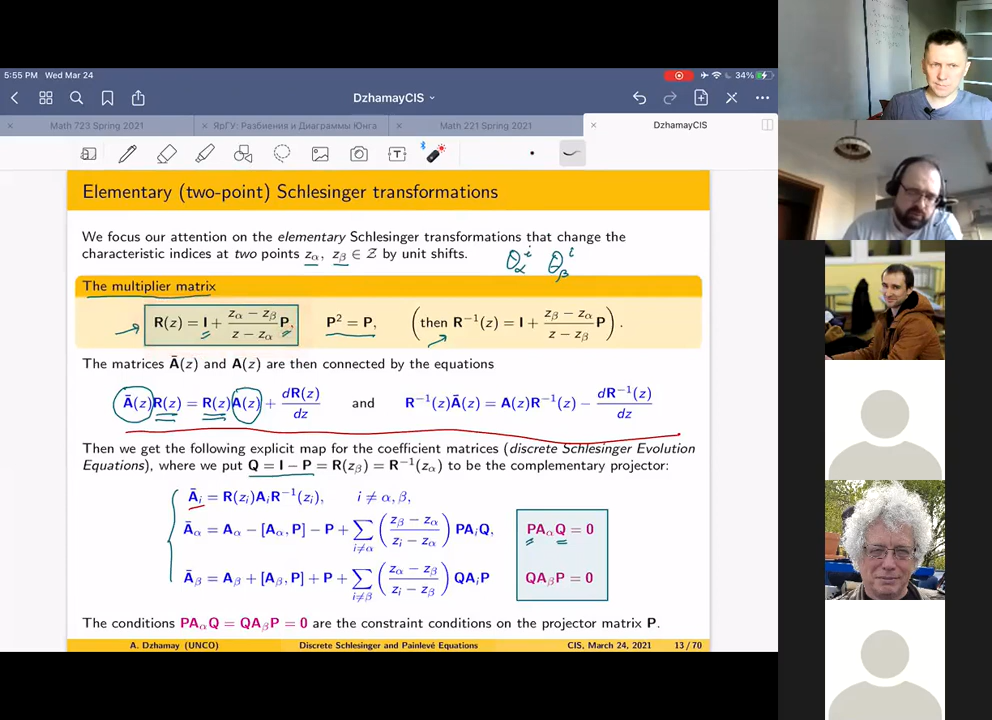 5:55 PM Wed Mar 24
34%
DzhamayCIS
Math 723 Spring 2021
ЯрГУ: Разбиения и Диаграммы Юнга
Math 221 Spring 2021
DzhamayCIS
Elementary (two-point) Schlesinger transformations
We focus our attention on the elementary Schlesinger transformations that change the
characteristic indices at two points z_α, z_β ∈ Z by unit shifts.
θ_α^i θ_β^i
The multiplier matrix
R(z) = I + (z_α − z_β)/(z − z_α) P, P² = P, (then R⁻¹(z) = I + (z_β − z_α)/(z − z_β) P).
The matrices Ā(z) and A(z) are then connected by the equations
Ā(z)R(z) = R(z)A(z) + dR(z)/dz and R⁻¹(z)Ā(z) = A(z)R⁻¹(z) − dR⁻¹(z)/dz
Then we get the following explicit map for the coefficient matrices (discrete Schlesinger Evolution
Equations), where we put Q = I − P = R(z_β) = R⁻¹(z_α) to be the complementary projector:
Ā_i = R(z_i)A_iR⁻¹(z_i), i ≠ α, β,
Ā_α = A_α − [A_α, P] − P + ∑_{i≠α} ((z_β − z_α)/(z_i − z_α)) PA_iQ, PA_αQ = 0
Ā_β = A_β + [A_β, P] + P + ∑_{i≠β} ((z_α − z_β)/(z_i − z_β)) QA_iP QA_βP = 0
The conditions PA_αQ = QA_βP = 0 are the constraint conditions on the projector matrix P.
A. Dzhamay (UNCO) Discrete Schlesinger and Painlevé Equations CIS, March 24, 2021 13 / 70